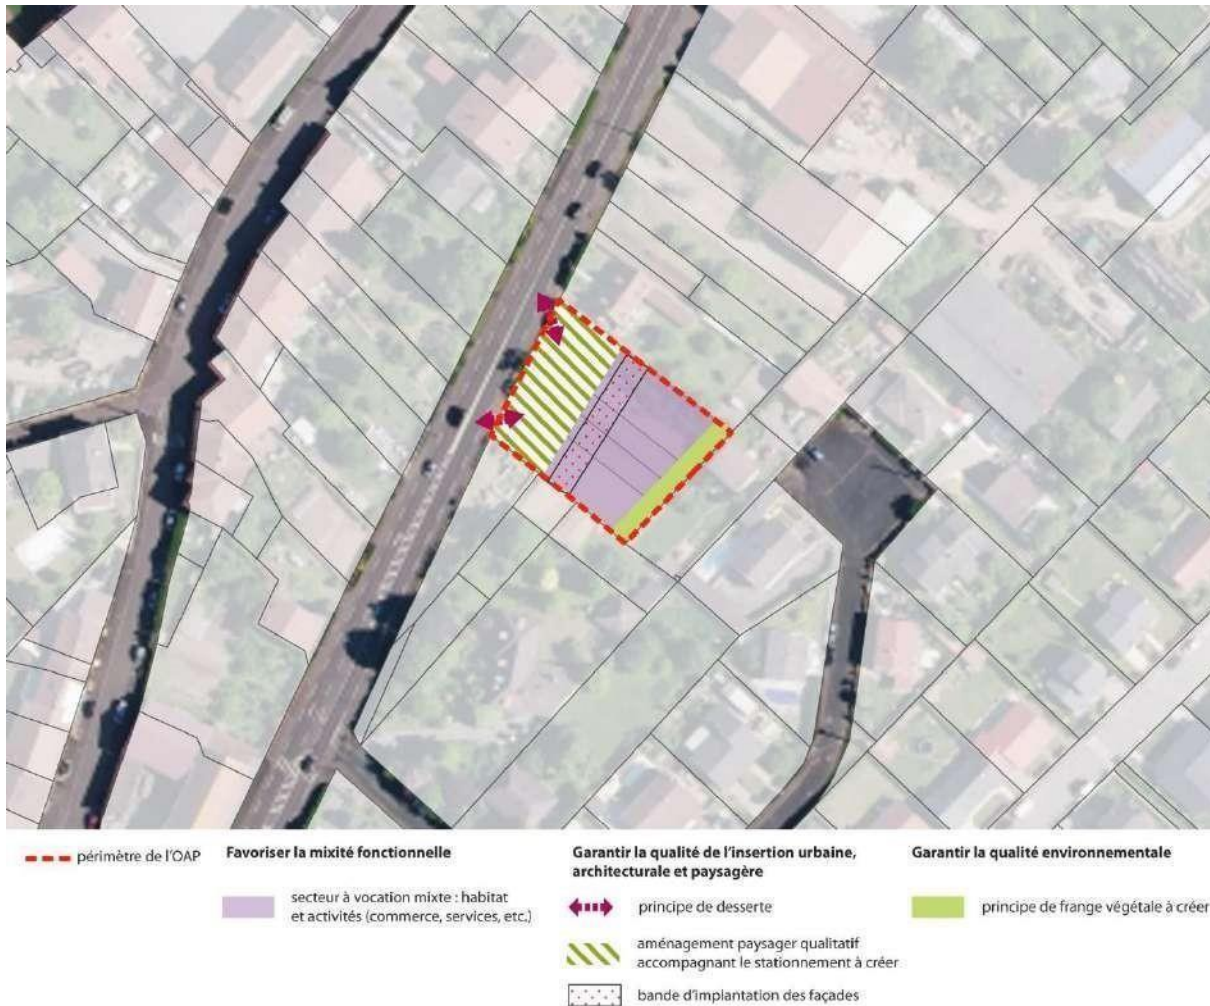 périmètre de l'OAP
Favoriser la mixité fonctionnelle
secteur à vocation mixte : habitat
et activités (commerce, services, etc.)
Garantir la qualité de l'insertion urbaine,
architecturale et paysagère
principe de desserte
aménagement paysager qualitatif
accompagnant le stationnement à créer
bande d'implantation des façades
Garantir la qualité environnementale
principe de frange végétale à créer